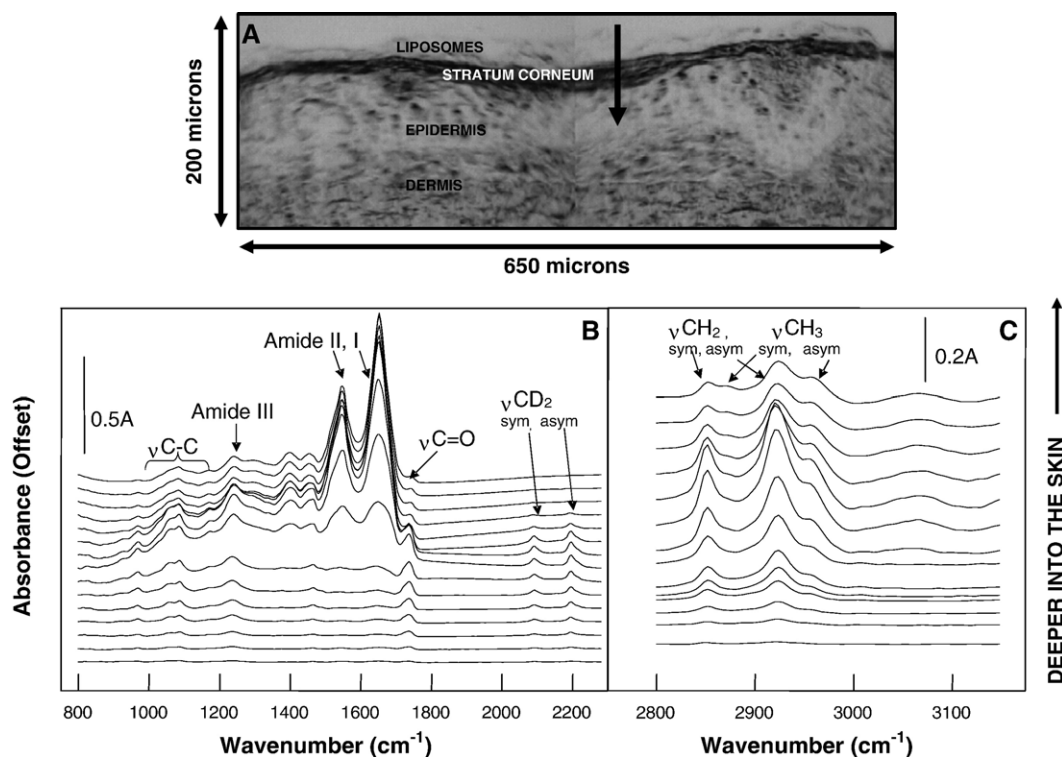 A
LIPOSOMES
STRATUM CORNEUM
EPIDERMIS
DERMIS
200 microns
650 microns
B
Amide II, I
0.5A
Amide III
νC-C
νCD2
sym, asym
νC=O
C
νCH2 , νCH3
sym, asym sym, asym
0.2A
Absorbance (Offset)
DEEPER INTO THE SKIN
800 1000 1200 1400 1600 1800 2000 2200
2800 2900 3000 3100
Wavenumber (cm-1)
Wavenumber (cm-1)